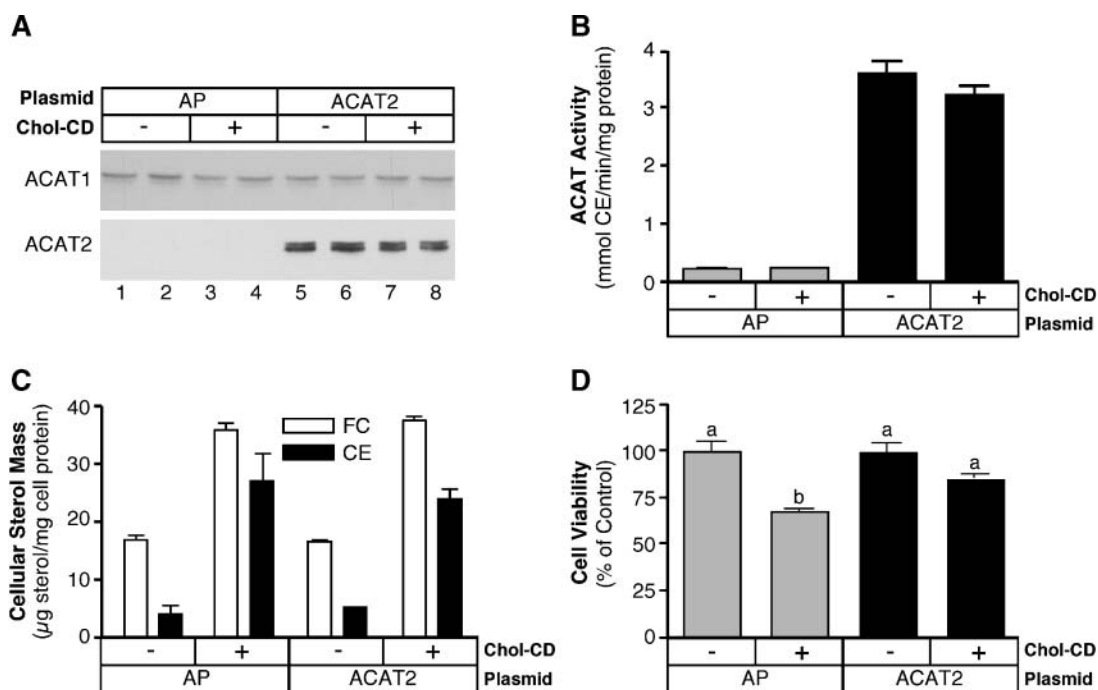 A
Plasmid AP ACAT2
Chol-CD - + - +
ACAT1
ACAT2
1 2 3 4 5 6 7 8
B
ACAT Activity
(mmol CE/min/mg protein)
4
3
2
1
0
- + - + Chol-CD
AP ACAT2 Plasmid
C
Cellular Sterol Mass
(µg sterol/mg cell protein)
40
30
20
10
0
FC
CE
- + - + Chol-CD
AP ACAT2 Plasmid
D
Cell Viability
(% of Control)
125
100
75
50
25
0
a b a a
- + - + Chol-CD
AP ACAT2 Plasmid